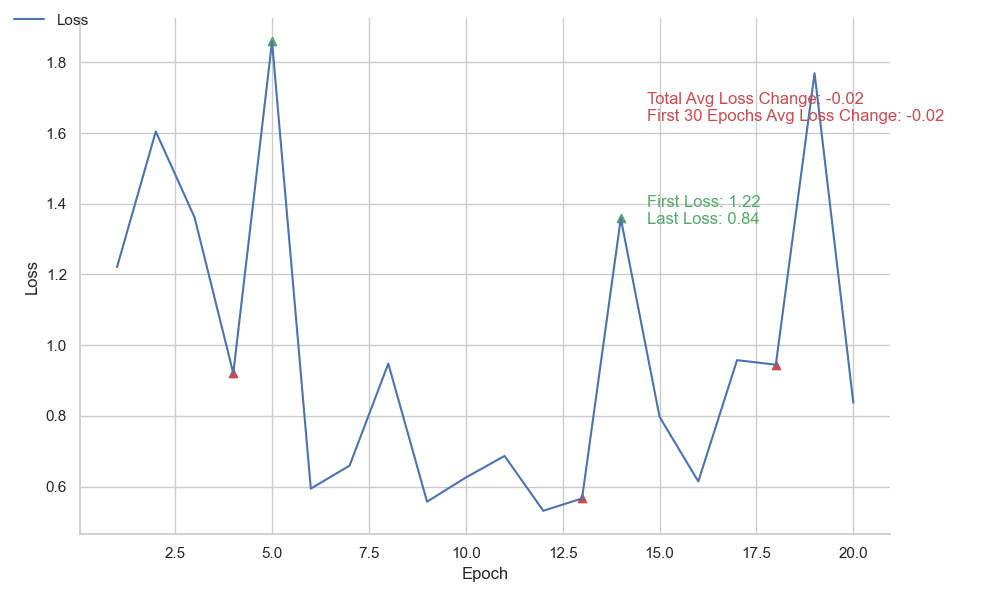 Loss
1.8
1.6
1.4
1.2
1.0
0.8
0.6
Loss
Total Avg Loss Change: -0.02
First 30 Epochs Avg Loss Change: -0.02
First Loss: 1.22
Last Loss: 0.84
2.5 5.0 7.5 10.0 12.5 15.0 17.5 20.0
Epoch